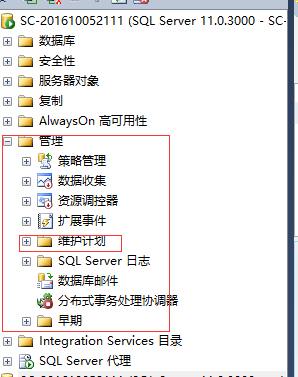 SC-201610052111 (SQL Server 11.0.3000 - SC-
数据库
安全性
服务器对象
复制
AlwaysOn 高可用性
管理
策略管理
数据收集
资源调控器
扩展事件
维护计划
SQL Server 日志
数据库邮件
分布式事务处理协调器
早期
Integration Services 目录
SQL Server 代理